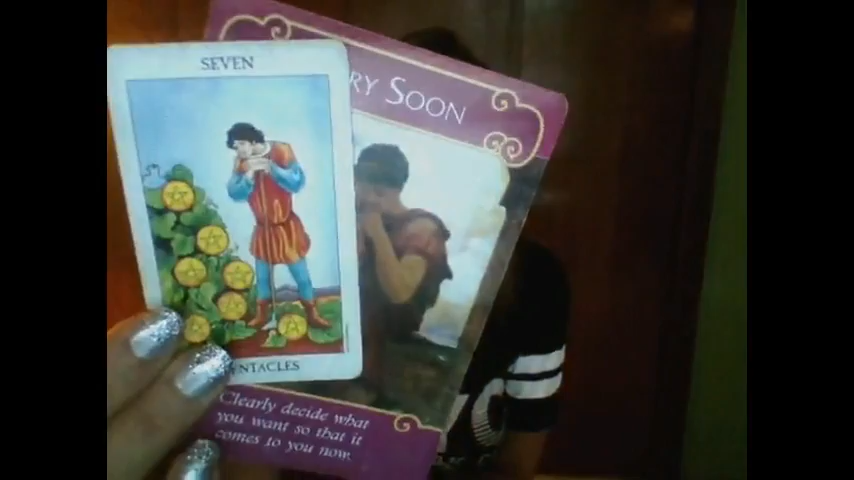 SEVEN
RY SOON
NTACLES
Clearly decide what
you want so that it
comes to you now.